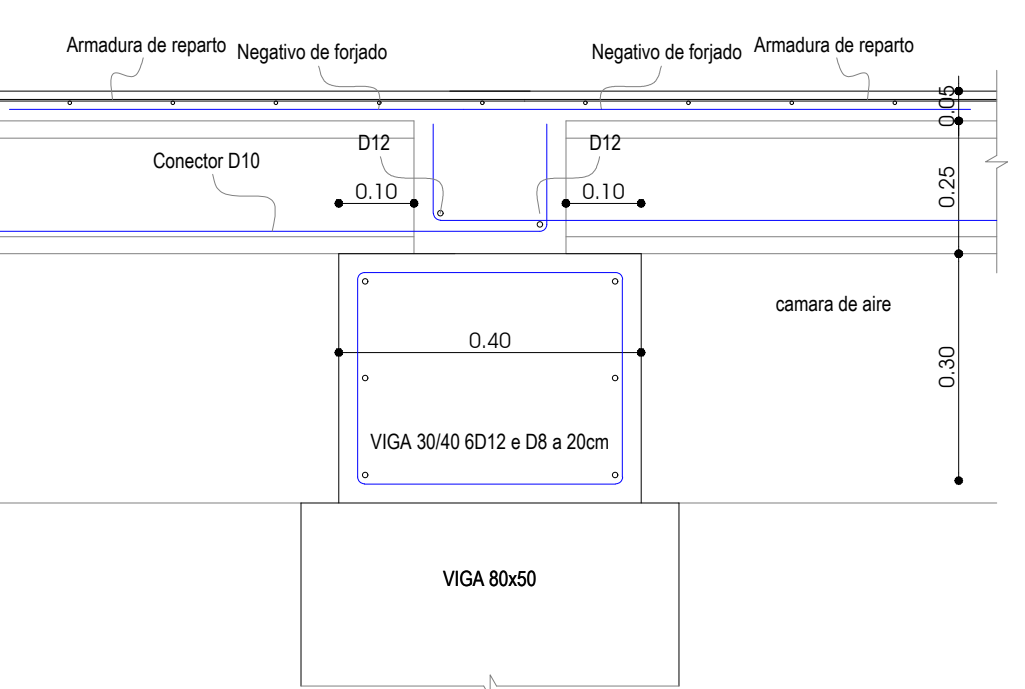 Armadura de reparto
Negativo de forjado
Negativo de forjado
Armadura de reparto
0.05
D12
D12
Conector D10
0.10
0.10
0.25
camara de aire
0.40
0.30
VIGA 30/40 6D12 e D8 a 20cm
VIGA 80x50